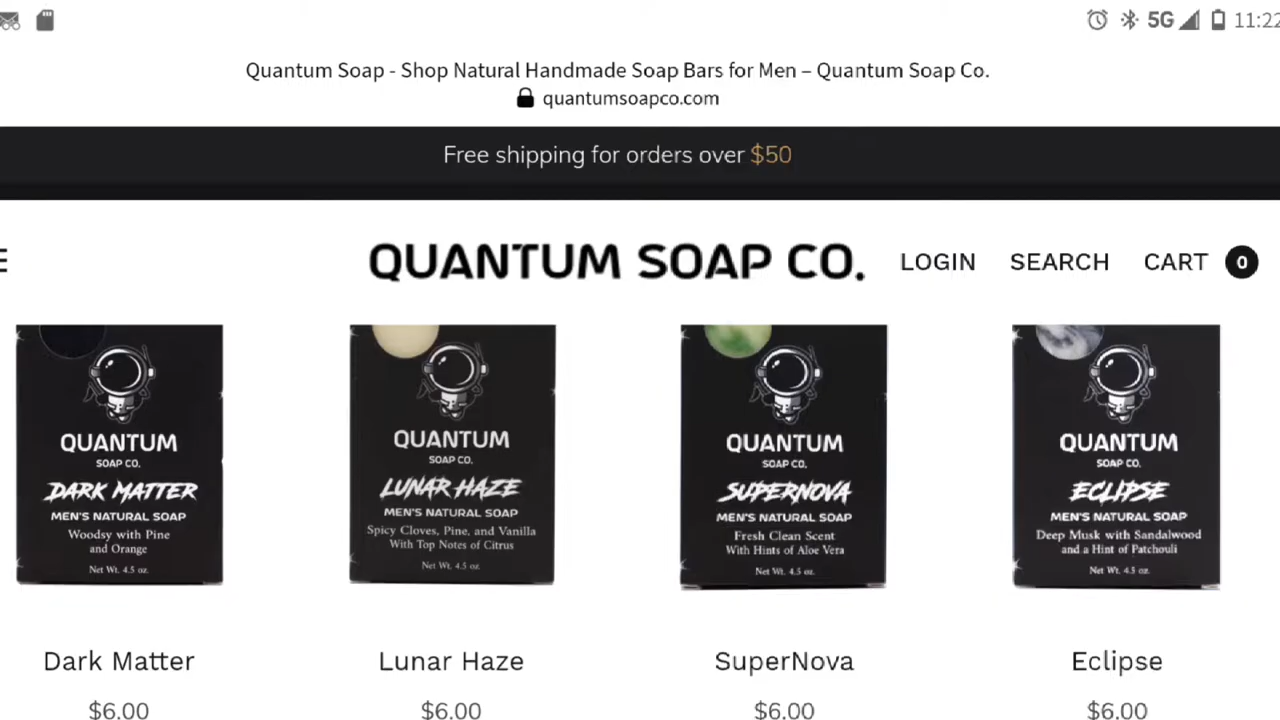 5G 11:22
Quantum Soap - Shop Natural Handmade Soap Bars for Men – Quantum Soap Co.
quantumsoapco.com
Free shipping for orders over $50
QUANTUM SOAP CO.
LOGIN SEARCH CART 0
QUANTUM
SOAP CO.
DARK MATTER
MEN'S NATURAL SOAP
Woodsy with Pine
and Orange
Net Wt. 4.5 oz.
QUANTUM
SOAP CO.
LUNAR HAZE
MEN'S NATURAL SOAP
Spicy Cloves, Pine, and Vanilla
With Top Notes of Citrus
Net Wt. 4.5 oz.
QUANTUM
SOAP CO.
SUPERNOVA
MEN'S NATURAL SOAP
Fresh Clean Scent
With Hints of Aloe Vera
Net Wt. 4.5 oz.
QUANTUM
SOAP CO.
ECLIPSE
MEN'S NATURAL SOAP
Deep Musk with Sandalwood
and a Hint of Patchouli
Net Wt. 4.5 oz.
Dark Matter
$6.00
Lunar Haze
$6.00
SuperNova
$6.00
Eclipse
$6.00